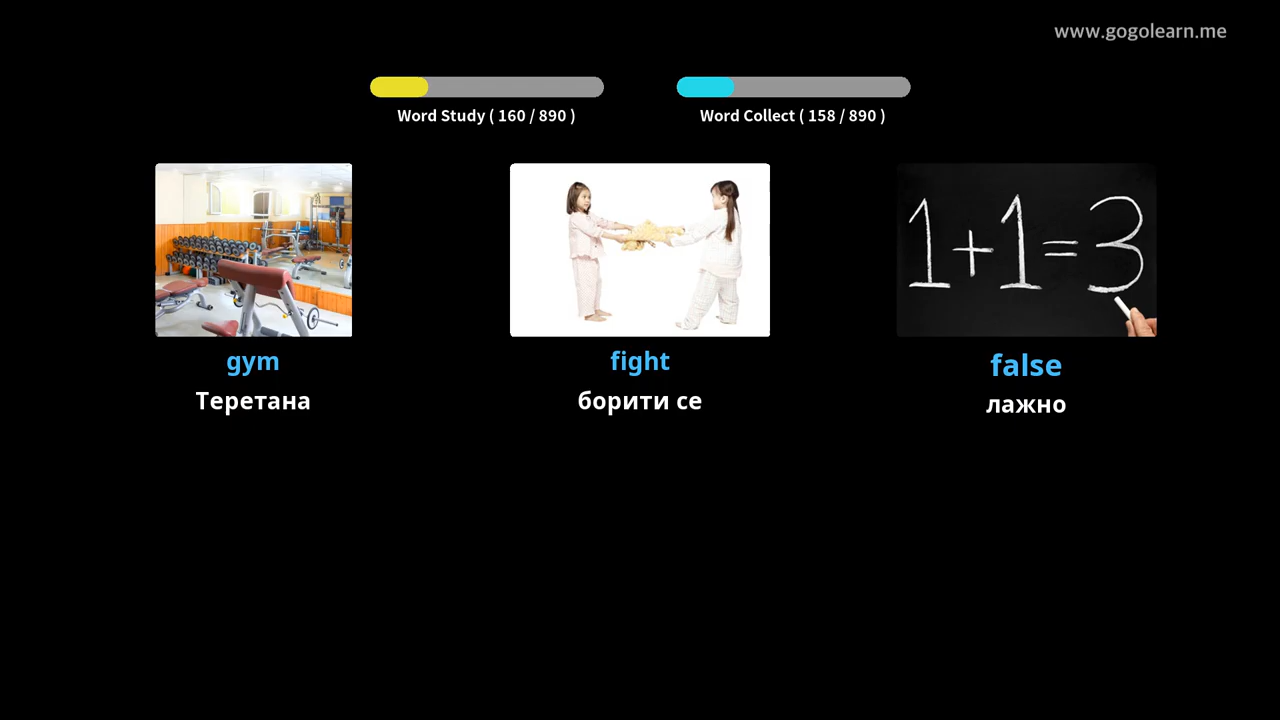 www.gogolearn.me
Word Study ( 160 / 890 )
Word Collect ( 158 / 890 )
1+1=3
gym
fight
false
Теретана
борити се
лажно